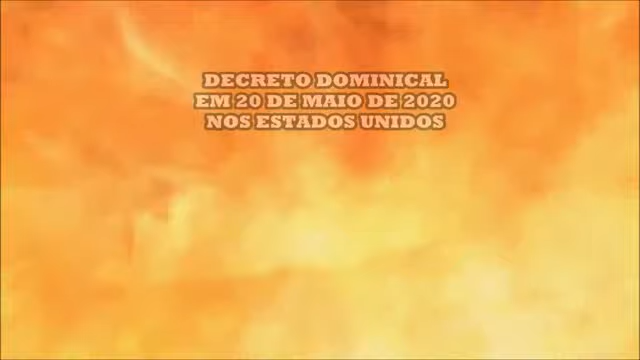 DECRETO DOMINICAL
EM 20 DE MAIO DE 2020
NOS ESTADOS UNIDOS